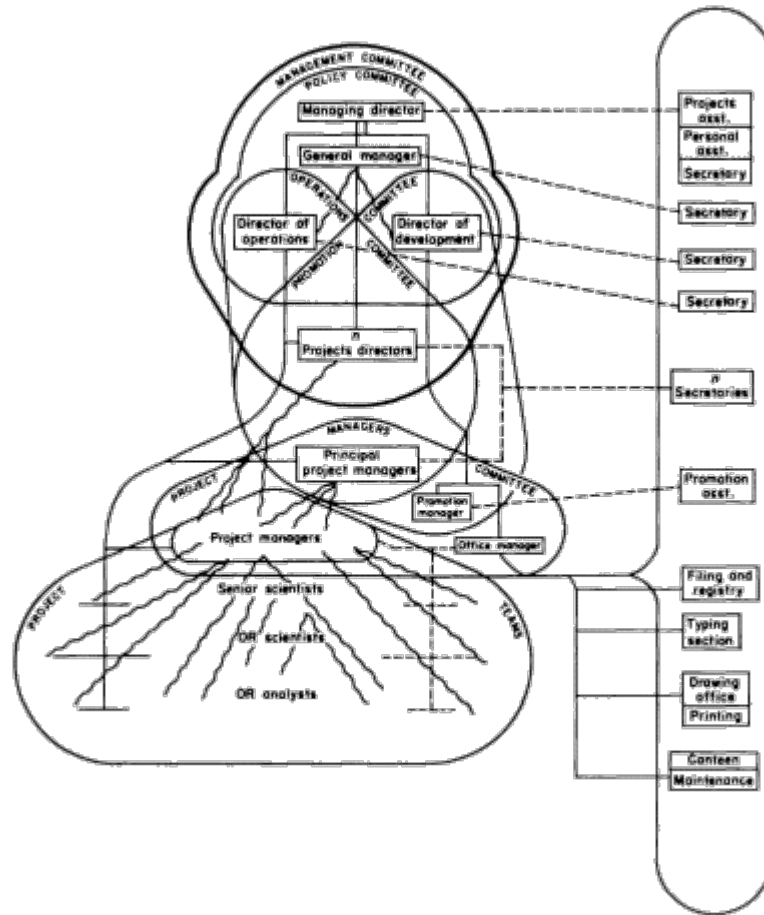 MANAGEMENT COMMITTEE
POLICY COMMITTEE
Managing director
General manager
OPERATIONS COMMITTEE
Director of
operations
Director of
development
PROMOTION COMMITTEE
n
Projects directors
MANAGERS
PROJECT
COMMITTEE
Principal
project managers
Promotion
manager
Office manager
Project managers
PROJECT
TEAMS
Senior scientists
OR scientists
OR analysts
Projects
asst.
Personal
asst.
Secretary
Secretary
Secretary
Secretary
n
Secretaries
Promotion
asst.
Filing and
registry
Typing
section
Drawing
office
Printing
Canteen
Maintenance